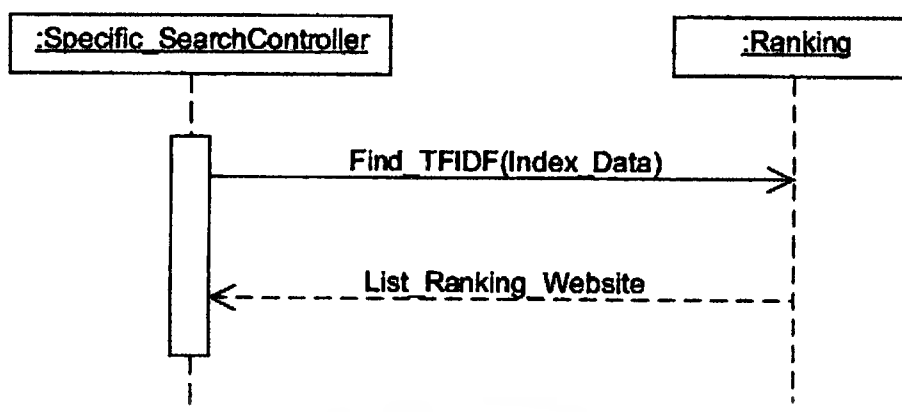 :Specific_SearchController
:Ranking
Find_TFIDF(Index_Data)
List_Ranking_Website